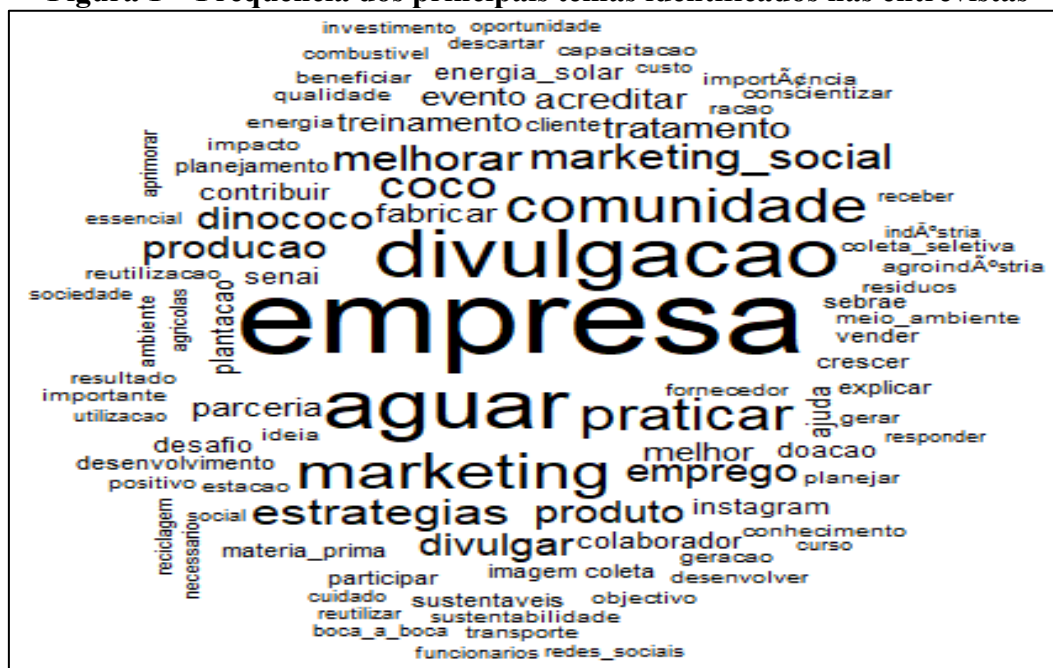 Figura 1 - Frequência dos principais temas identificados nas entrevistas
investimento oportunidade
combustivel descartar capacitacao
beneficiar energia_solar custo importÃ¢ncia
qualidade evento acreditar racao conscientizar
energia treinamento cliente tratamento
aprimorar impacto planejamento melhorar marketing_social
contribuir coco comunidade receber
essencial dinococo fabricar
producao divulgacao indÃºstria coleta_seletiva
reutilizacao senai agroindÃºstria
sociedade ambiente agricolas plantacao empresa residuos
sebrae meio_ambiente
vender
crescer
resultado
importante parceria aguar praticar fornecedor ajuda explicar
utilizacao gerar
desafio ideia melhor doacao responder
desenvolvimento marketing emprego planejar
positivo estacao
reciclagem necessarios social estrategias produto instagram
materia_prima divulgar colaborador conhecimento
geracao curso
participar imagem coleta desenvolver
cuidado sustentaveis objectivo
reutilizar sustentabilidade
boca_a_boca transporte
funcionarios redes_sociais